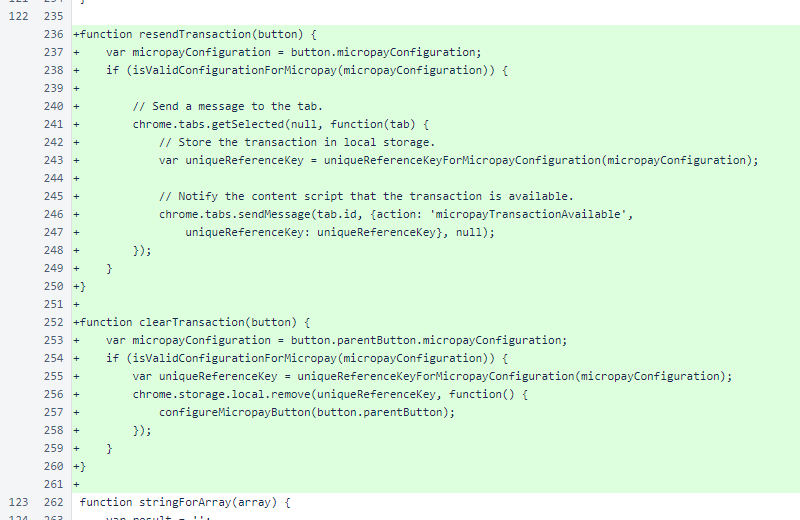 122 235
236 +function resendTransaction(button) {
237 + var micropayConfiguration = button.micropayConfiguration;
238 + if (isValidConfigurationForMicropay(micropayConfiguration)) {
239 +
240 + // Send a message to the tab.
241 + chrome.tabs.getSelected(null, function(tab) {
242 + // Store the transaction in local storage.
243 + var uniqueReferenceKey = uniqueReferenceKeyForMicropayConfiguration(micropayConfiguration);
244 +
245 + // Notify the content script that the transaction is available.
246 + chrome.tabs.sendMessage(tab.id, {action: 'micropayTransactionAvailable',
247 + uniqueReferenceKey: uniqueReferenceKey}, null);
248 + });
249 + }
250 +}
251 +
252 +function clearTransaction(button) {
253 + var micropayConfiguration = button.parentButton.micropayConfiguration;
254 + if (isValidConfigurationForMicropay(micropayConfiguration)) {
255 + var uniqueReferenceKey = uniqueReferenceKeyForMicropayConfiguration(micropayConfiguration);
256 + chrome.storage.local.remove(uniqueReferenceKey, function() {
257 + configureMicropayButton(button.parentButton);
258 + });
259 + }
260 +}
261 +
123 262 function stringForArray(array) {
124 263 var result = '';